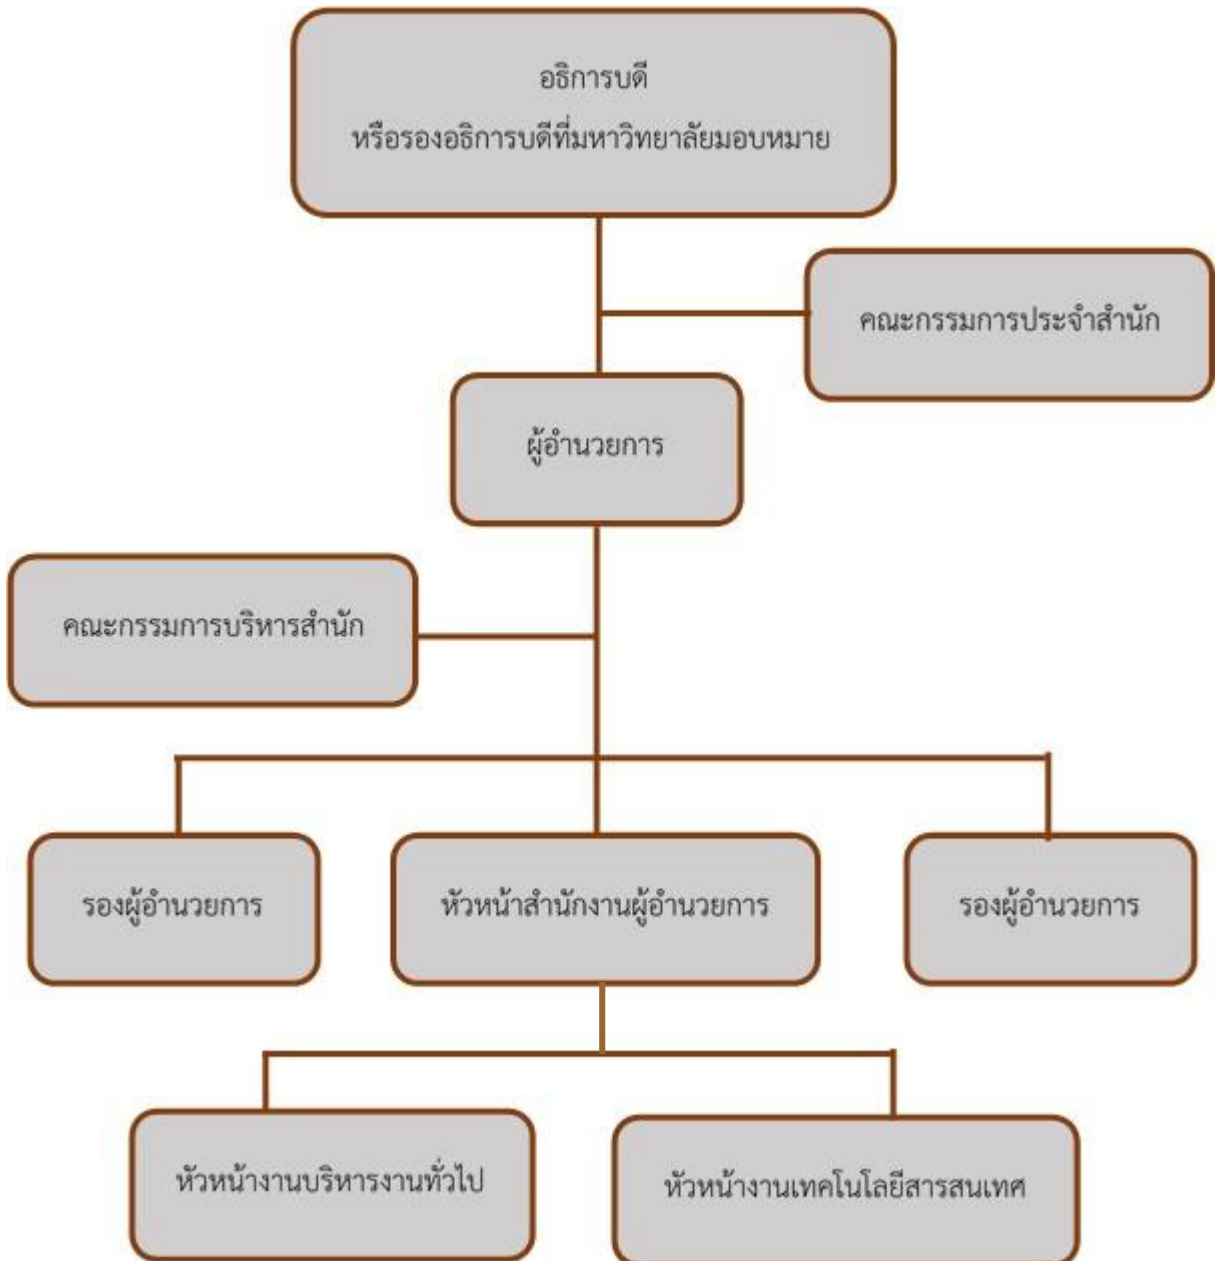 อธิการบดี
หรือรองอธิการบดีที่มหาวิทยาลัยมอบหมาย
คณะกรรมการประจำสำนัก
ผู้อำนวยการ
คณะกรรมการบริหารสำนัก
รองผู้อำนวยการ
หัวหน้าสำนักงานผู้อำนวยการ
รองผู้อำนวยการ
หัวหน้างานบริหารงานทั่วไป
หัวหน้างานเทคโนโลยีสารสนเทศ